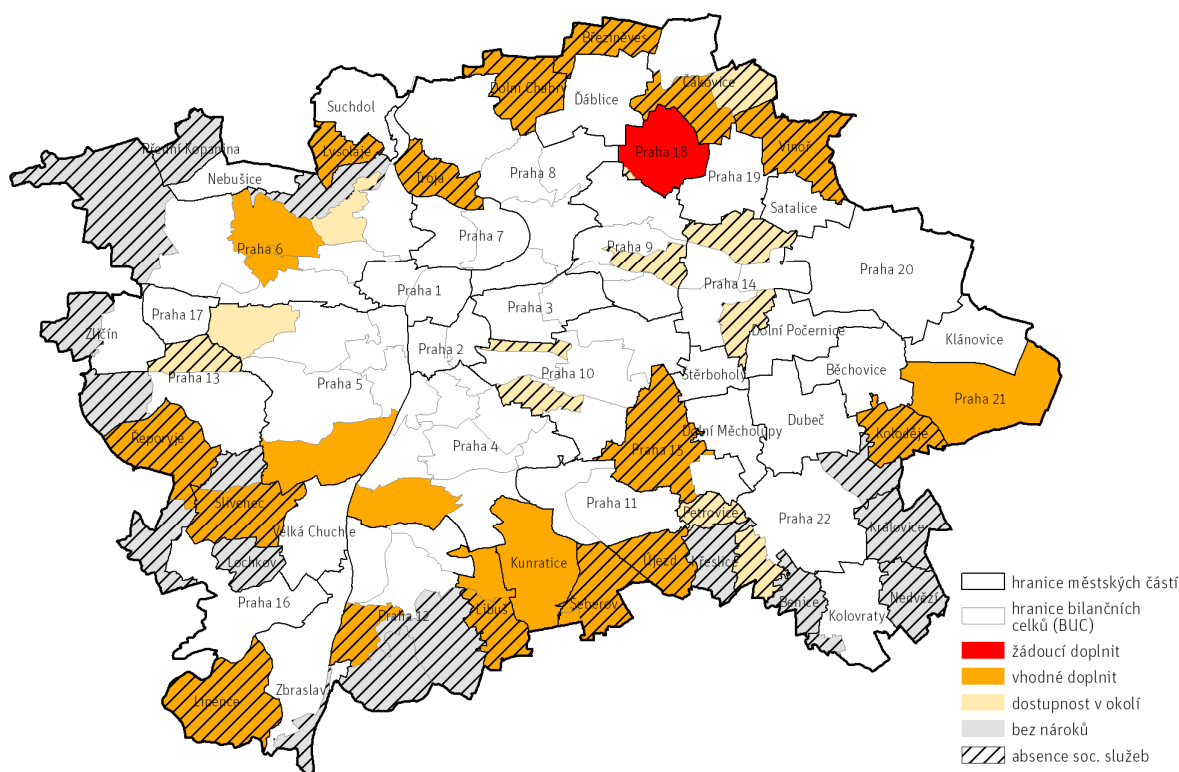 Březiněves
Čakovice
Dolní Chabry
Ďáblice
Suchdol
Přední Kopanina
Lysolaje
Praha 18
Vinoř
Nebušice
Troja
Praha 8
Praha 19
Satalice
Praha 6
Praha 7
Praha 9
Praha 20
Praha 1
Praha 14
Praha 17
Praha 3
Zličín
Dolní Počernice
Klánovice
Praha 2
Praha 13
Praha 5
Praha 10
Štěrboholy
Běchovice
Praha 21
Dubeč
Řeporyje
Praha 4
Dolní Měcholupy
Koloděje
Praha 15
Slivenec
Praha 11
Petrovice
Praha 22
Královice
Velká Chuchle
Lochkov
Kunratice
Újezd
Křeslice
Praha 16
Šeberov
Benice
Nedvězí
Praha 12
Libuš
Kolovraty
Lipence
Zbraslav
hranice městských částí
hranice bilančních
celků (BUC)
žádoucí doplnit
vhodné doplnit
dostupnost v okolí
bez nároků
absence soc. služeb